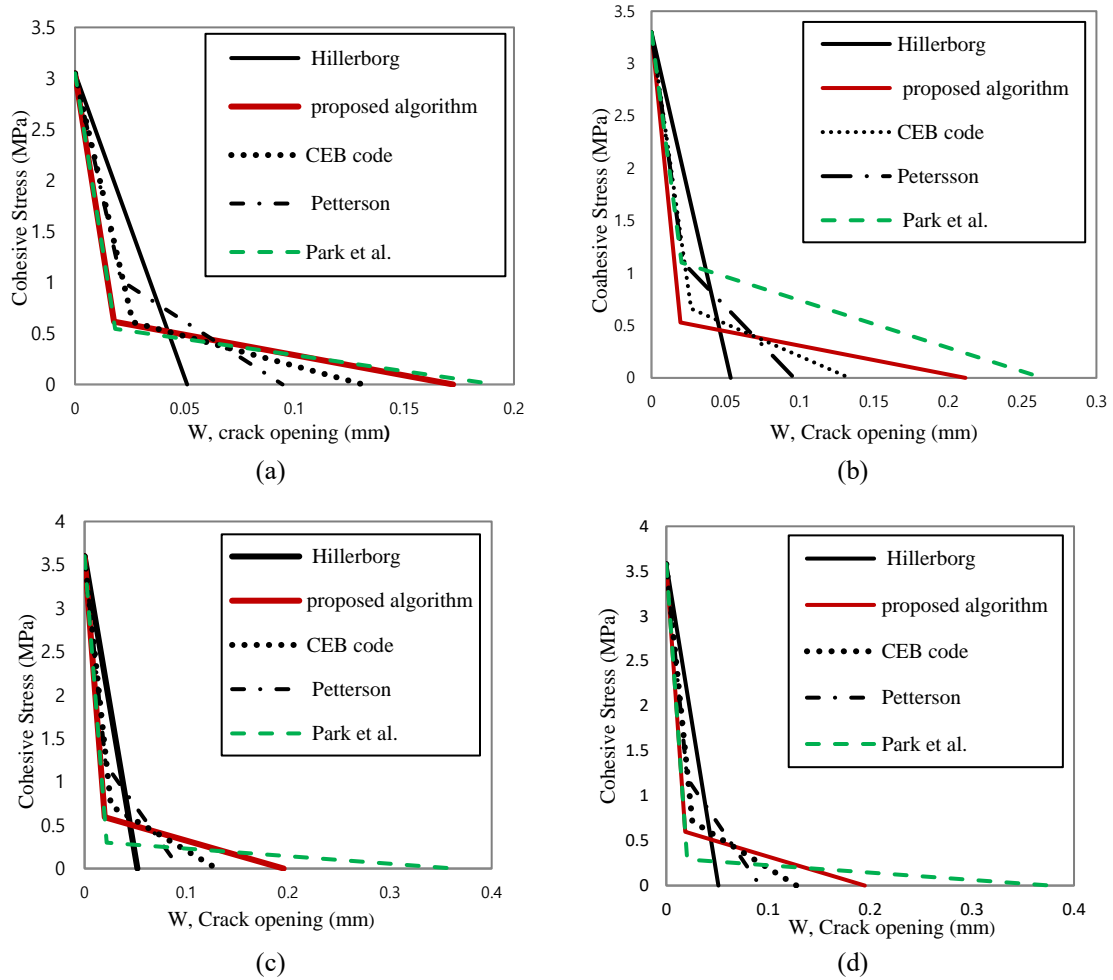 3.5
3
2.5
2
1.5
1
0.5
0
Cohesive Stress (MPa)
Hillerborg
proposed algorithm
CEB code
Petterson
Park et al.
0 0.05 0.1 0.15 0.2
W, crack opening (mm)
(a)
3.5
3
2.5
2
1.5
1
0.5
0
Coahesive Stress (MPa)
Hillerborg
proposed algorithm
CEB code
Petersson
Park et al.
0 0.05 0.1 0.15 0.2 0.25 0.3
W, Crack opening (mm)
(b)
4
3.5
3
2.5
2
1.5
1
0.5
0
Cohesive Stress (MPa)
Hillerborg
proposed algorithm
CEB code
Petterson
Park et al.
0 0.1 0.2 0.3 0.4
W, Crack opening (mm)
(c)
4
3.5
3
2.5
2
1.5
1
0.5
0
Cohesive Stress (MPa)
Hillerborg
proposed algorithm
CEB code
Petterson
Park et al.
0 0.1 0.2 0.3 0.4
W, Crack opening (mm)
(d)